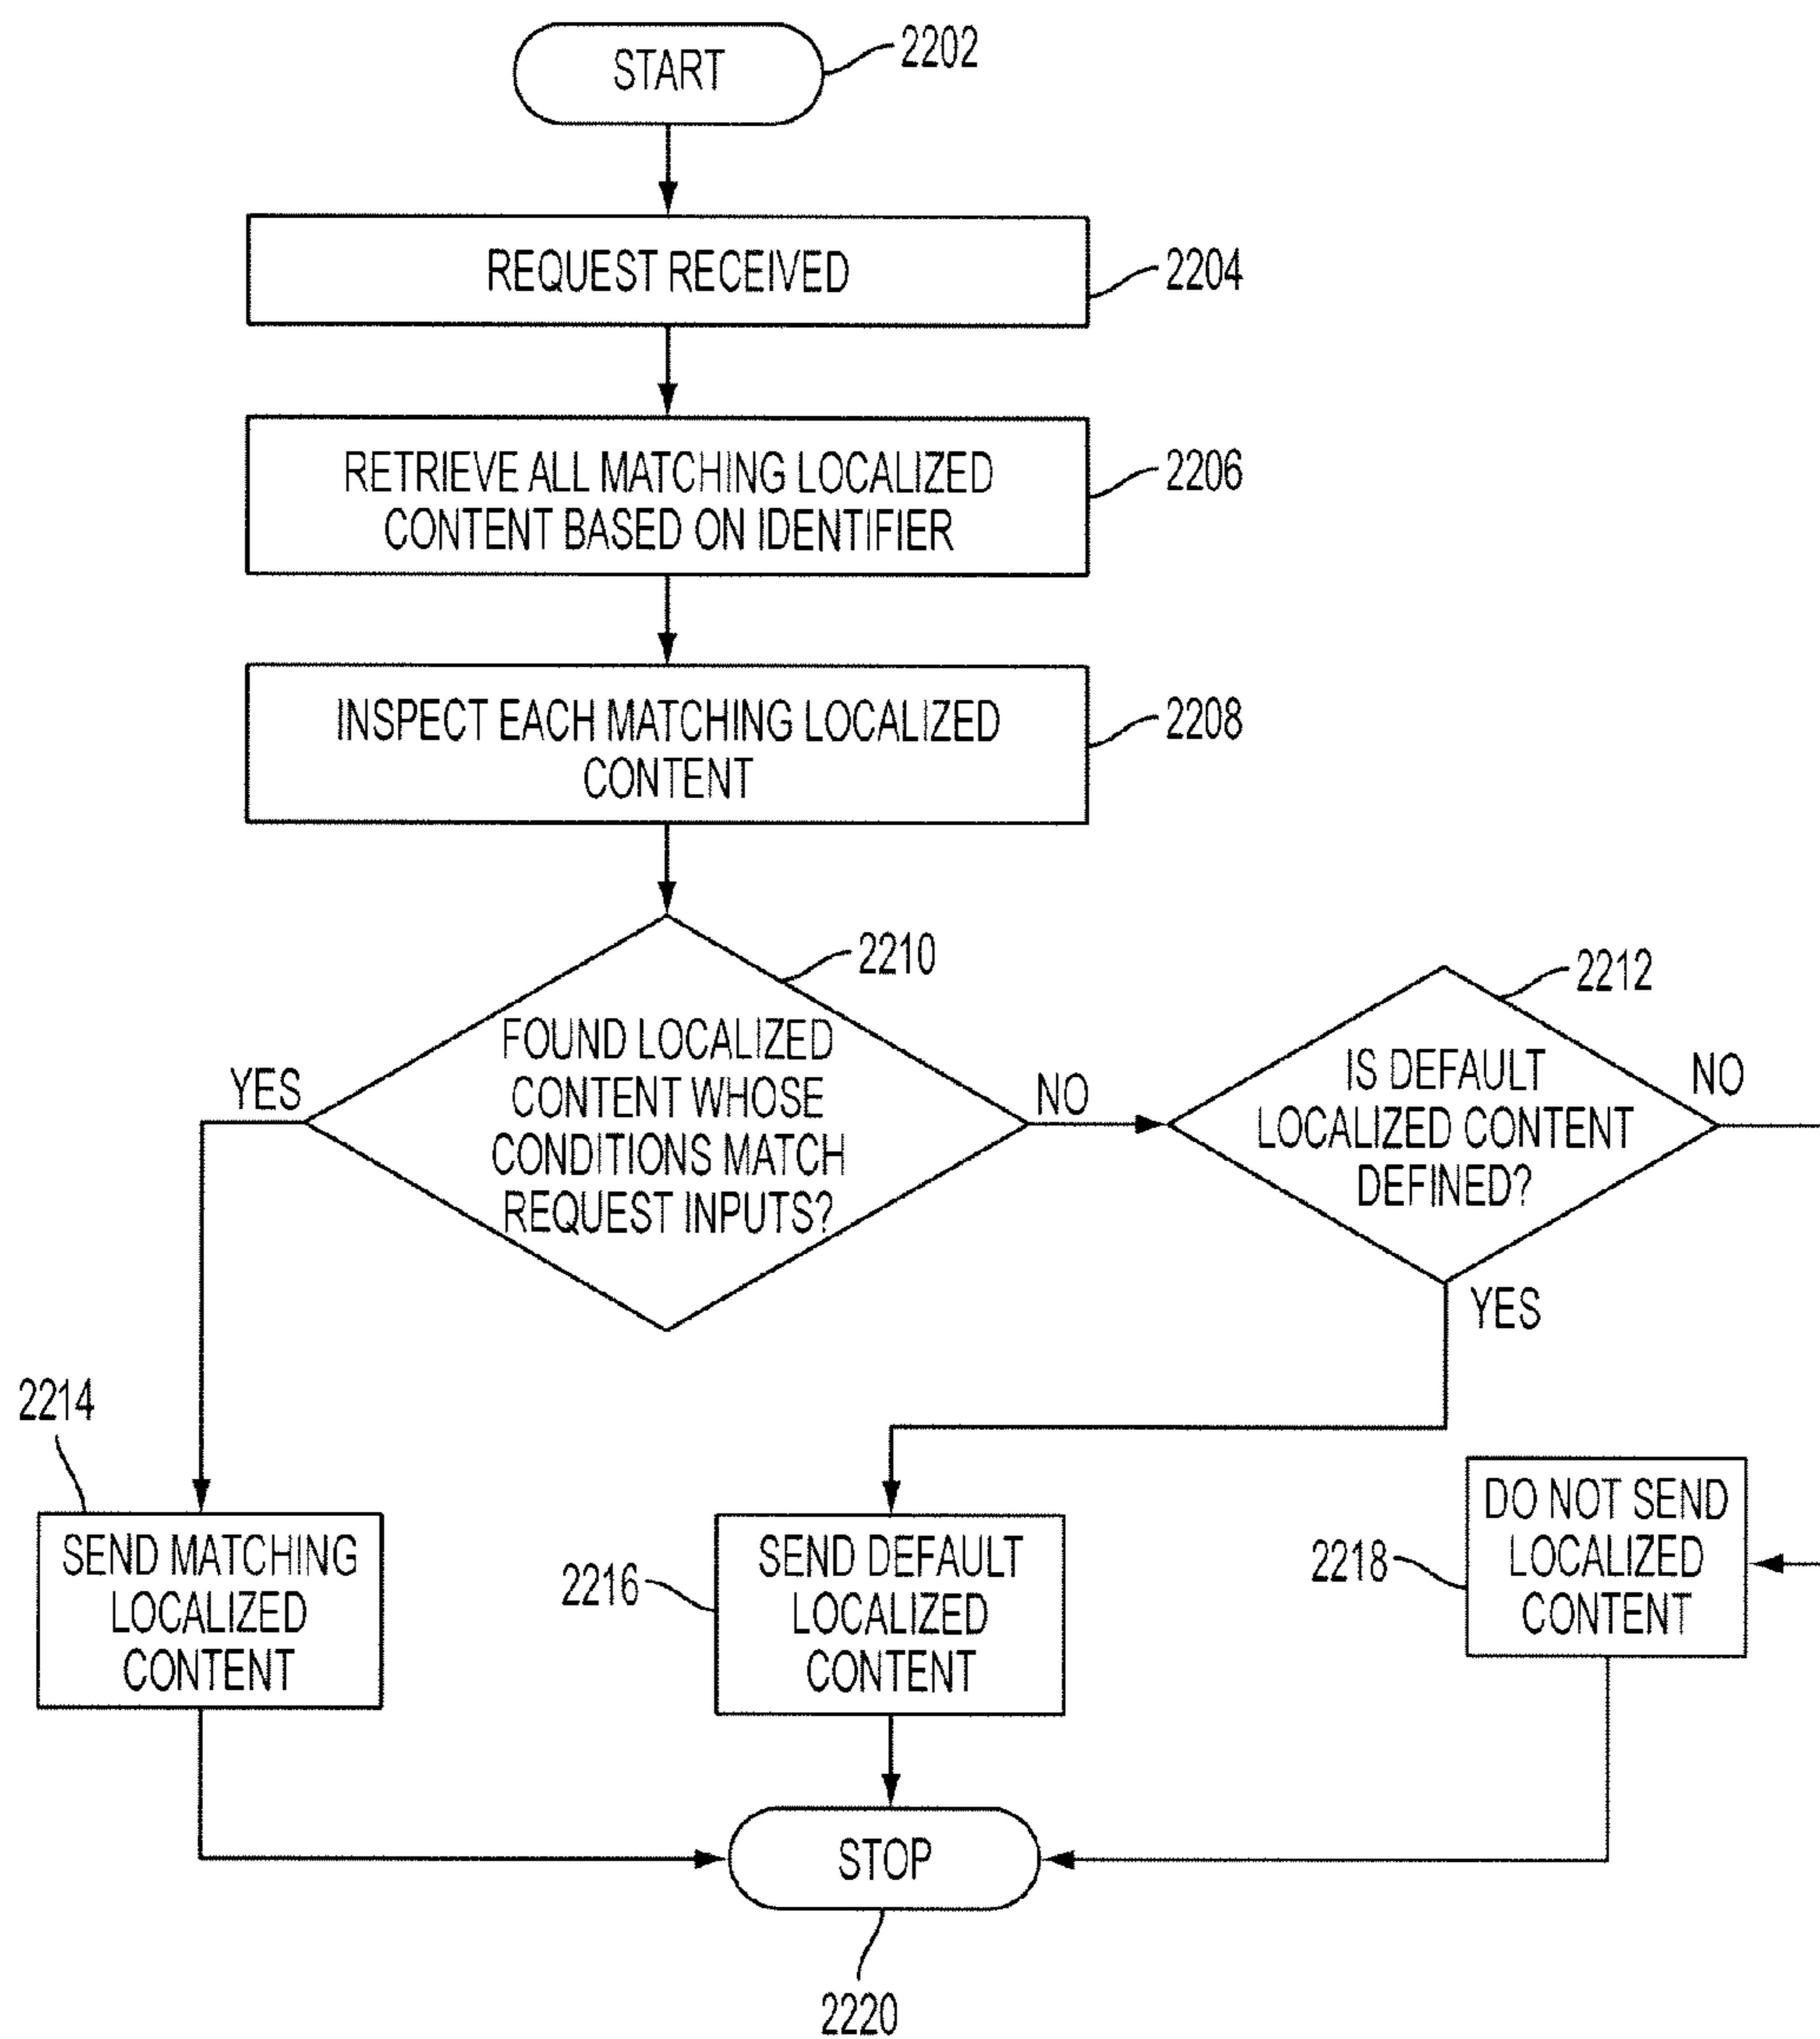 START
2202
REQUEST RECEIVED
2204
RETRIEVE ALL MATCHING LOCALIZED
CONTENT BASED ON IDENTIFIER
2206
INSPECT EACH MATCHING LOCALIZED
CONTENT
2208
2210
FOUND LOCALIZED
CONTENT WHOSE
CONDITIONS MATCH
REQUEST INPUTS?
YES
NO
2212
IS DEFAULT
LOCALIZED CONTENT
DEFINED?
NO
YES
2214
SEND MATCHING
LOCALIZED
CONTENT
2216
SEND DEFAULT
LOCALIZED
CONTENT
2218
DO NOT SEND
LOCALIZED
CONTENT
STOP
2220